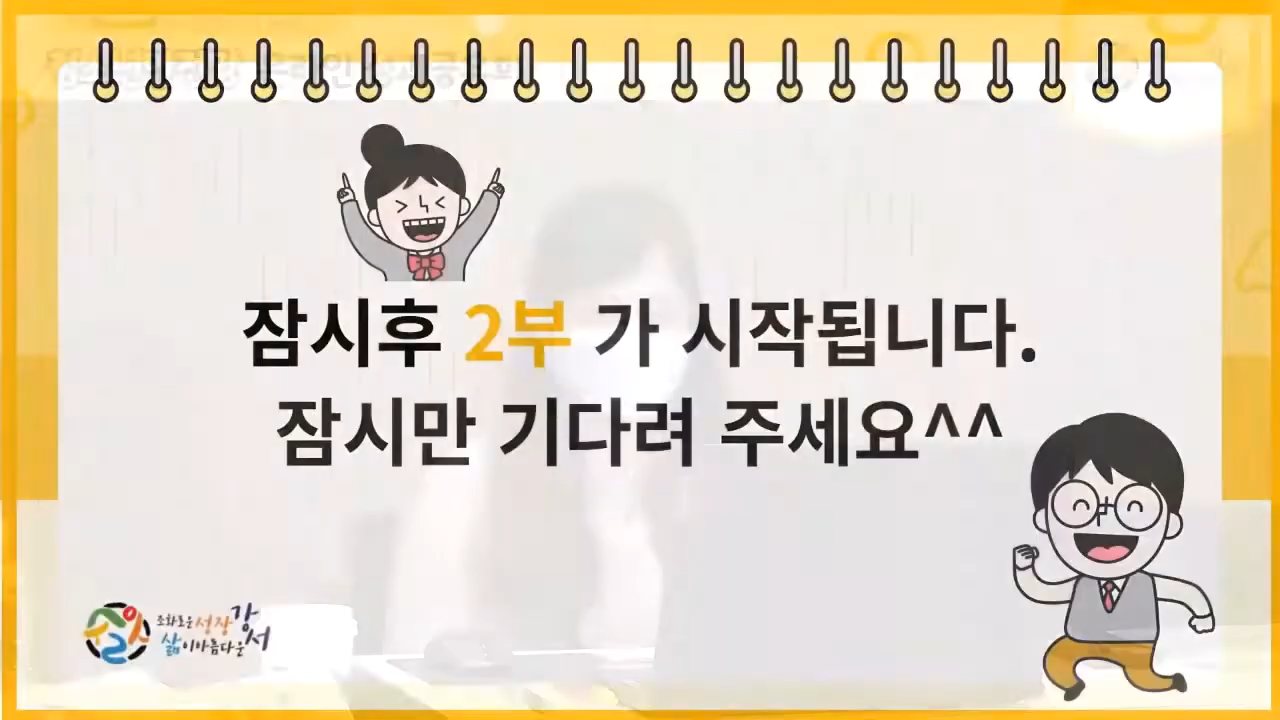 잠시후 2부 가 시작됩니다.
잠시만 기다려 주세요^^
조화로운 성장 강서
삶이아름다운